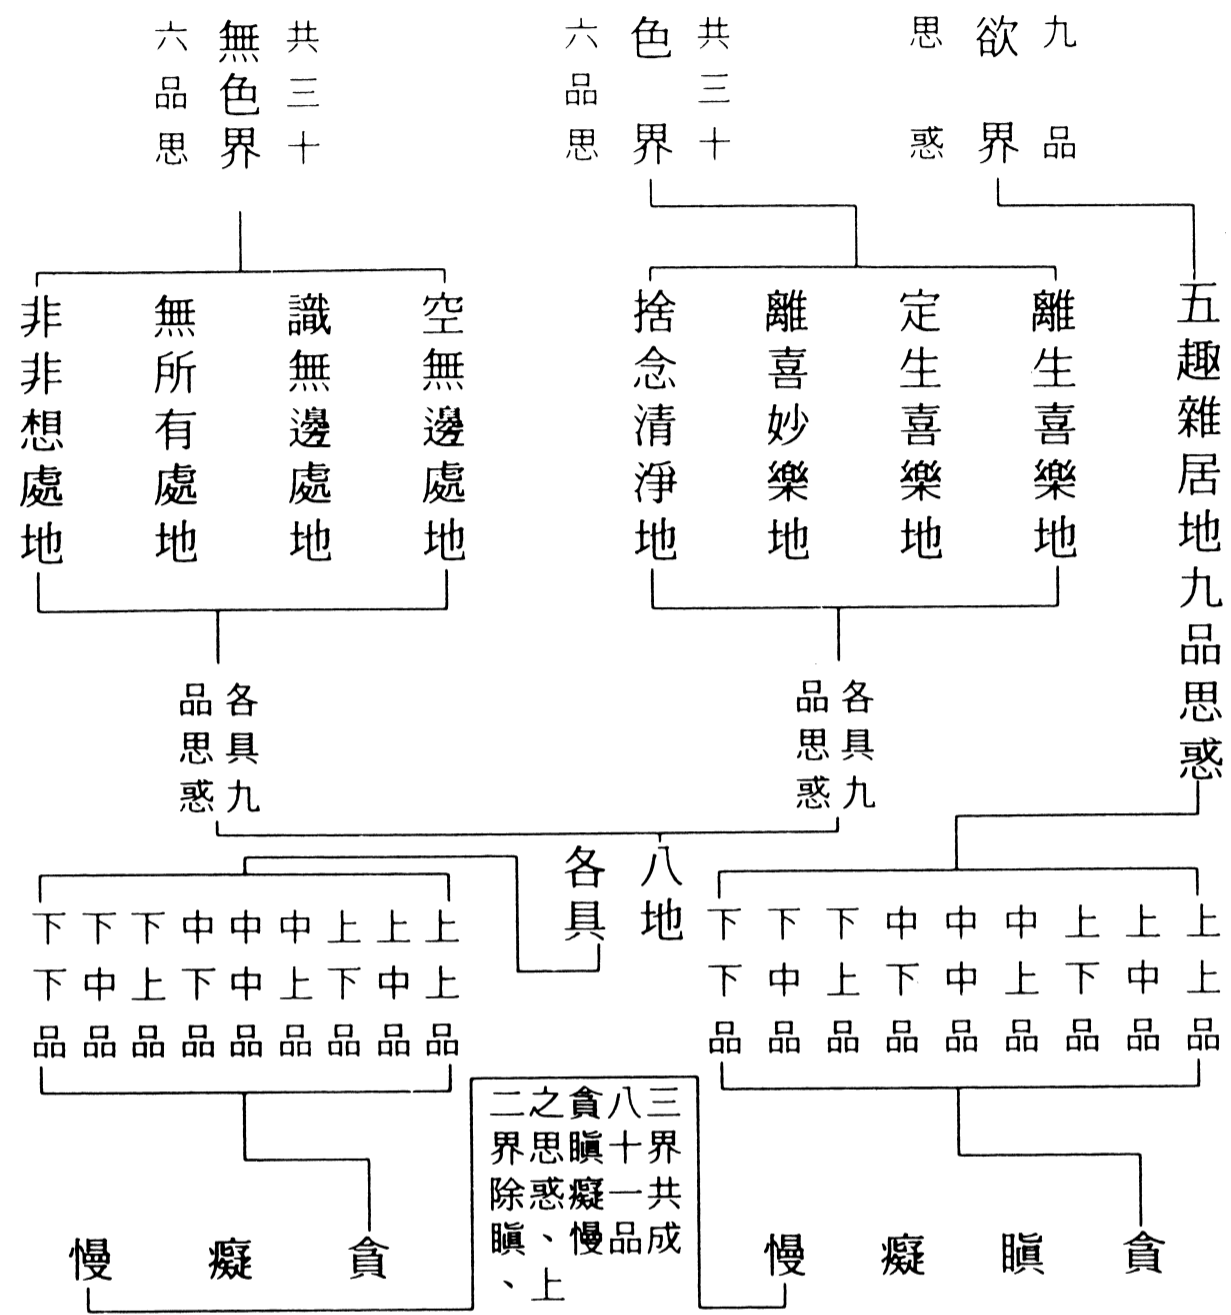 九品
欲界
思惑
共三十
色界
六品思
共三十
無色界
六品思
五趣雜居地九品思惑
離生喜樂地
定生喜樂地
離喜妙樂地
捨念清淨地
空無邊處地
識無邊處地
無所有處地
非非想處地
各具九
品思惑
各具九
品思惑
八地
各具
上上品
上中品
上下品
中上品
中中品
中下品
下上品
下中品
下下品
上上品
上中品
上下品
中上品
中中品
中下品
下上品
下中品
下下品
貪
瞋
癡
慢
三界共成
八十一品
貪瞋癡慢
之思惑、上
二界除瞋、
貪
癡
慢